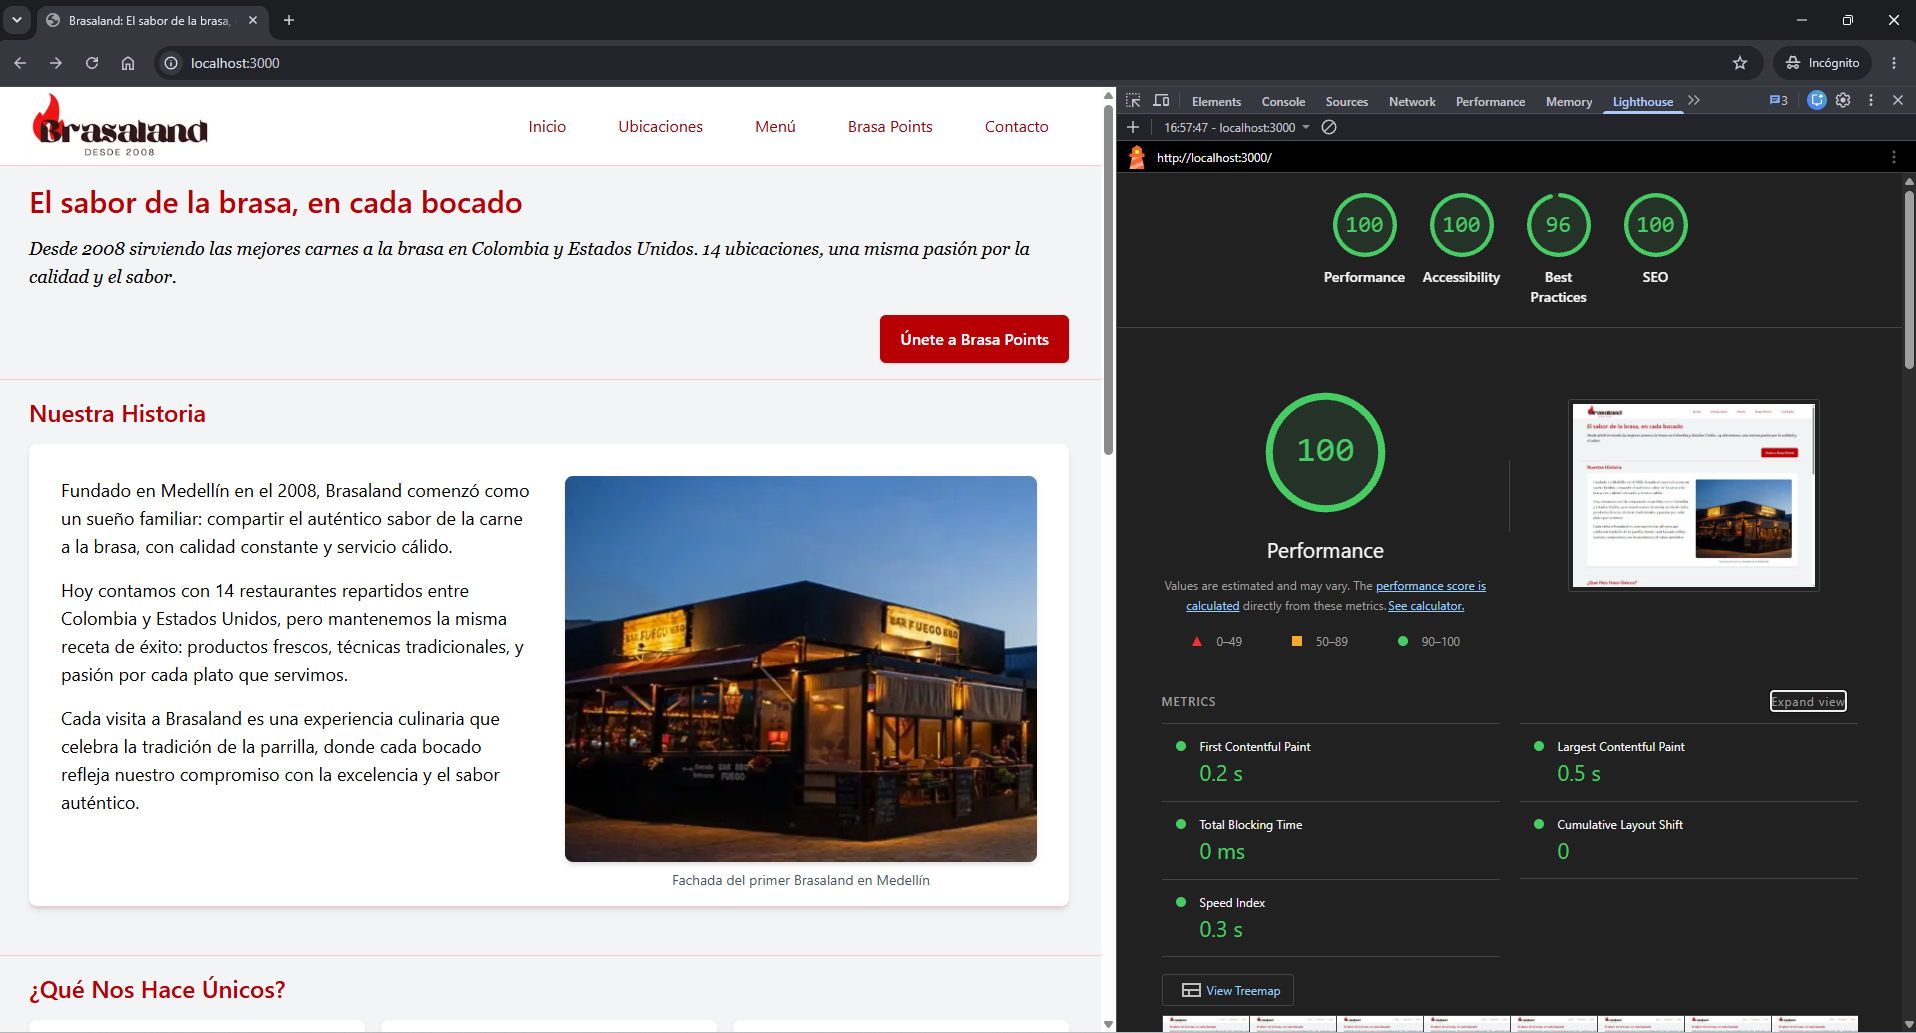 Brasaland: El sabor de la brasa,
localhost:3000
Incógnito
Brasaland
DESDE 2008
Inicio
Ubicaciones
Menú
Brasa Points
Contacto
El sabor de la brasa, en cada bocado
Desde 2008 sirviendo las mejores carnes a la brasa en Colombia y Estados Unidos. 14 ubicaciones, una misma pasión por la
calidad y el sabor.
Únete a Brasa Points
Nuestra Historia
Fundado en Medellín en el 2008, Brasaland comenzó como
un sueño familiar: compartir el auténtico sabor de la carne
a la brasa, con calidad constante y servicio cálido.
Hoy contamos con 14 restaurantes repartidos entre
Colombia y Estados Unidos, pero mantenemos la misma
receta de éxito: productos frescos, técnicas tradicionales, y
pasión por cada plato que servimos.
Cada visita a Brasaland es una experiencia culinaria que
celebra la tradición de la parrilla, donde cada bocado
refleja nuestro compromiso con la excelencia y el sabor
auténtico.
BAR FUEGO BBQ
BAR FUEGO BBQ
BAR BBQ
FUEGO
Fachada del primer Brasaland en Medellín
¿Qué Nos Hace Únicos?
Elements
Console
Sources
Network
Performance
Memory
Lighthouse
3
16:57:47 - localhost:3000
http://localhost:3000/
100
100
96
100
Performance
Accessibility
Best
Practices
SEO
100
Performance
Values are estimated and may vary. The performance score is
calculated directly from these metrics. See calculator.
0–49
50–89
90–100
METRICS
Expand view
First Contentful Paint
0.2 s
Largest Contentful Paint
0.5 s
Total Blocking Time
0 ms
Cumulative Layout Shift
0
Speed Index
0.3 s
View Treemap